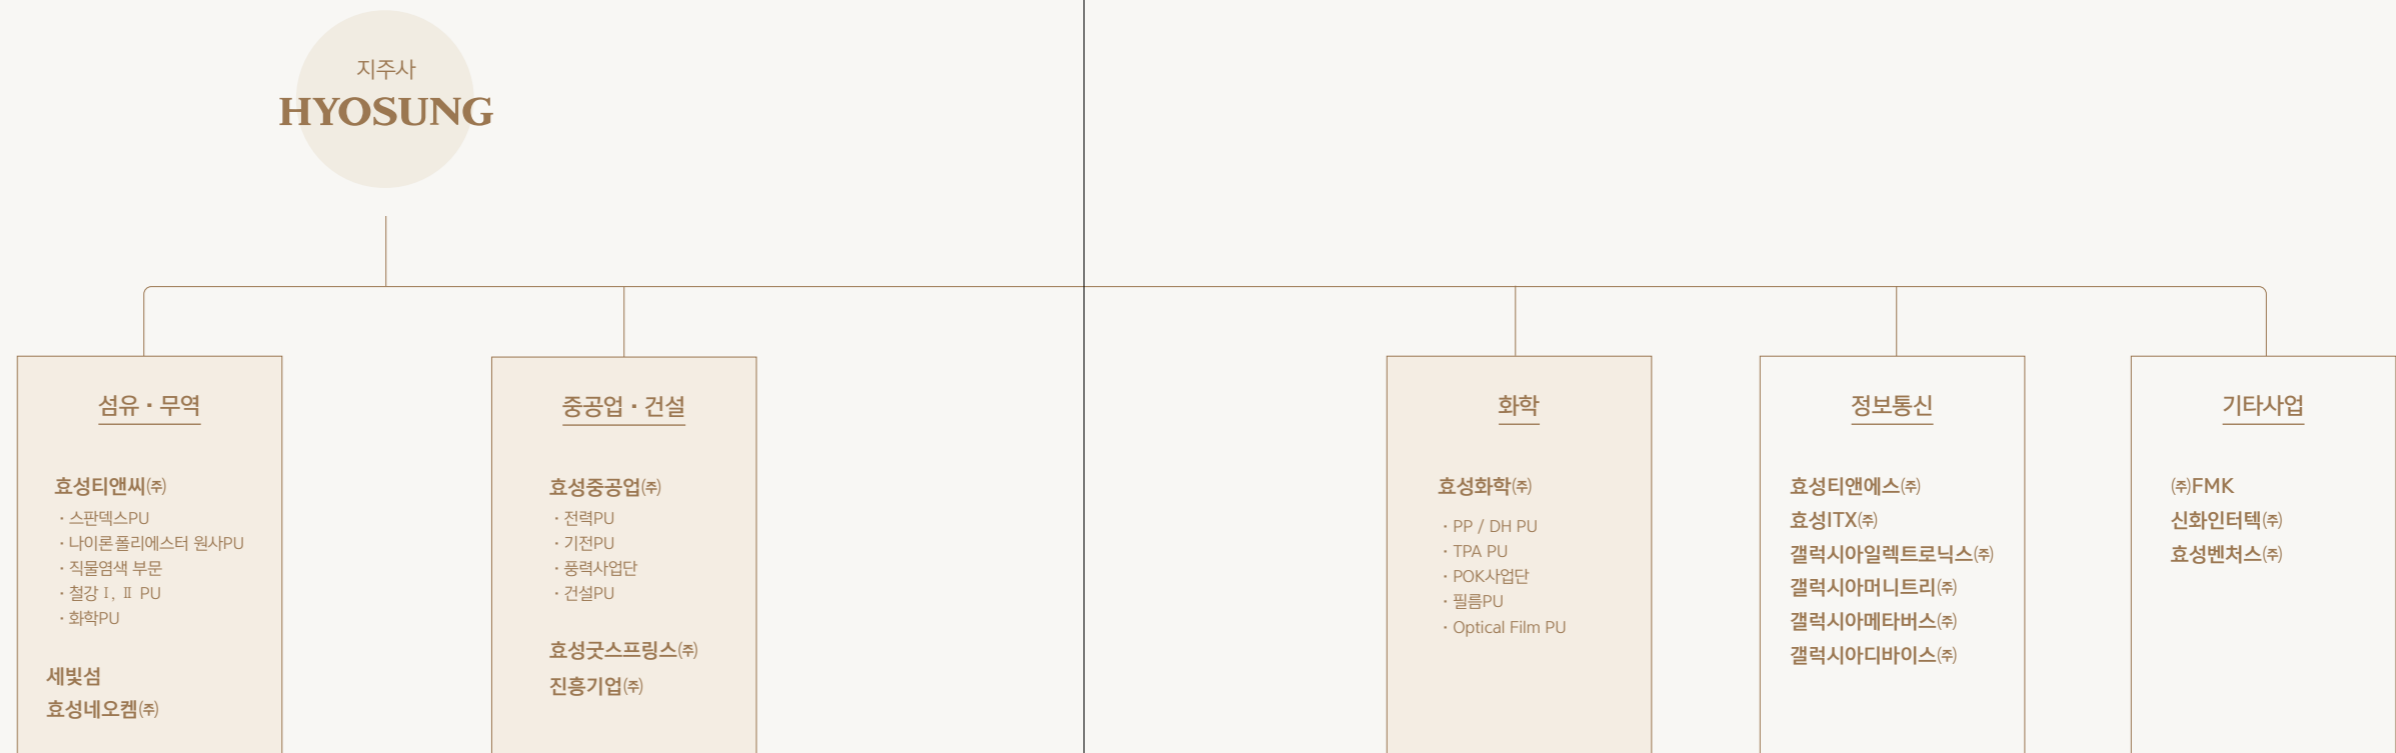 지주사
HYOSUNG
섬유 · 무역
효성티앤씨㈜
· 스판덱스PU
· 나이론폴리에스터 원사PU
· 직물염색 부문
· 철강 Ⅰ, Ⅱ PU
· 화학PU
세빛섬
효성네오켐㈜
중공업 · 건설
효성중공업㈜
· 전력PU
· 기전PU
· 풍력사업단
· 건설PU
효성굿스프링스㈜
진흥기업㈜
화학
효성화학㈜
· PP / DH PU
· TPA PU
· POK사업단
· 필름PU
· Optical Film PU
정보통신
효성티앤에스㈜
효성ITX㈜
갤럭시아일렉트로닉스㈜
갤럭시아머니트리㈜
갤럭시아메타버스㈜
갤럭시아디바이스㈜
기타사업
㈜FMK
신화인터텍㈜
효성벤처스㈜